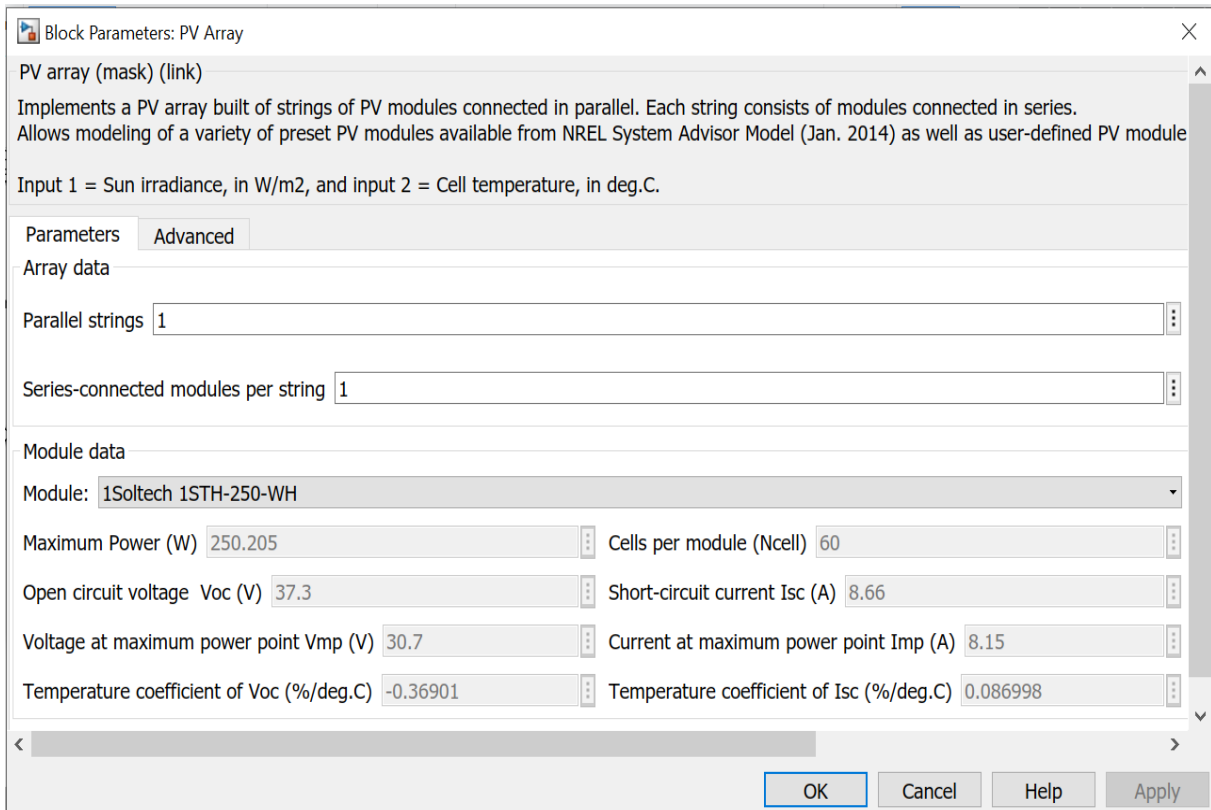 Block Parameters: PV Array
PV array (mask) (link)
Implements a PV array built of strings of PV modules connected in parallel. Each string consists of modules connected in series.
Allows modeling of a variety of preset PV modules available from NREL System Advisor Model (Jan. 2014) as well as user-defined PV module
Input 1 = Sun irradiance, in W/m2, and input 2 = Cell temperature, in deg.C.
Parameters Advanced
Array data
Parallel strings 1
Series-connected modules per string 1
Module data
Module: 1Soltech 1STH-250-WH
Maximum Power (W) 250.205 Cells per module (Ncell) 60
Open circuit voltage Voc (V) 37.3 Short-circuit current Isc (A) 8.66
Voltage at maximum power point Vmp (V) 30.7 Current at maximum power point Imp (A) 8.15
Temperature coefficient of Voc (%/deg.C) -0.36901 Temperature coefficient of Isc (%/deg.C) 0.086998
OK Cancel Help Apply